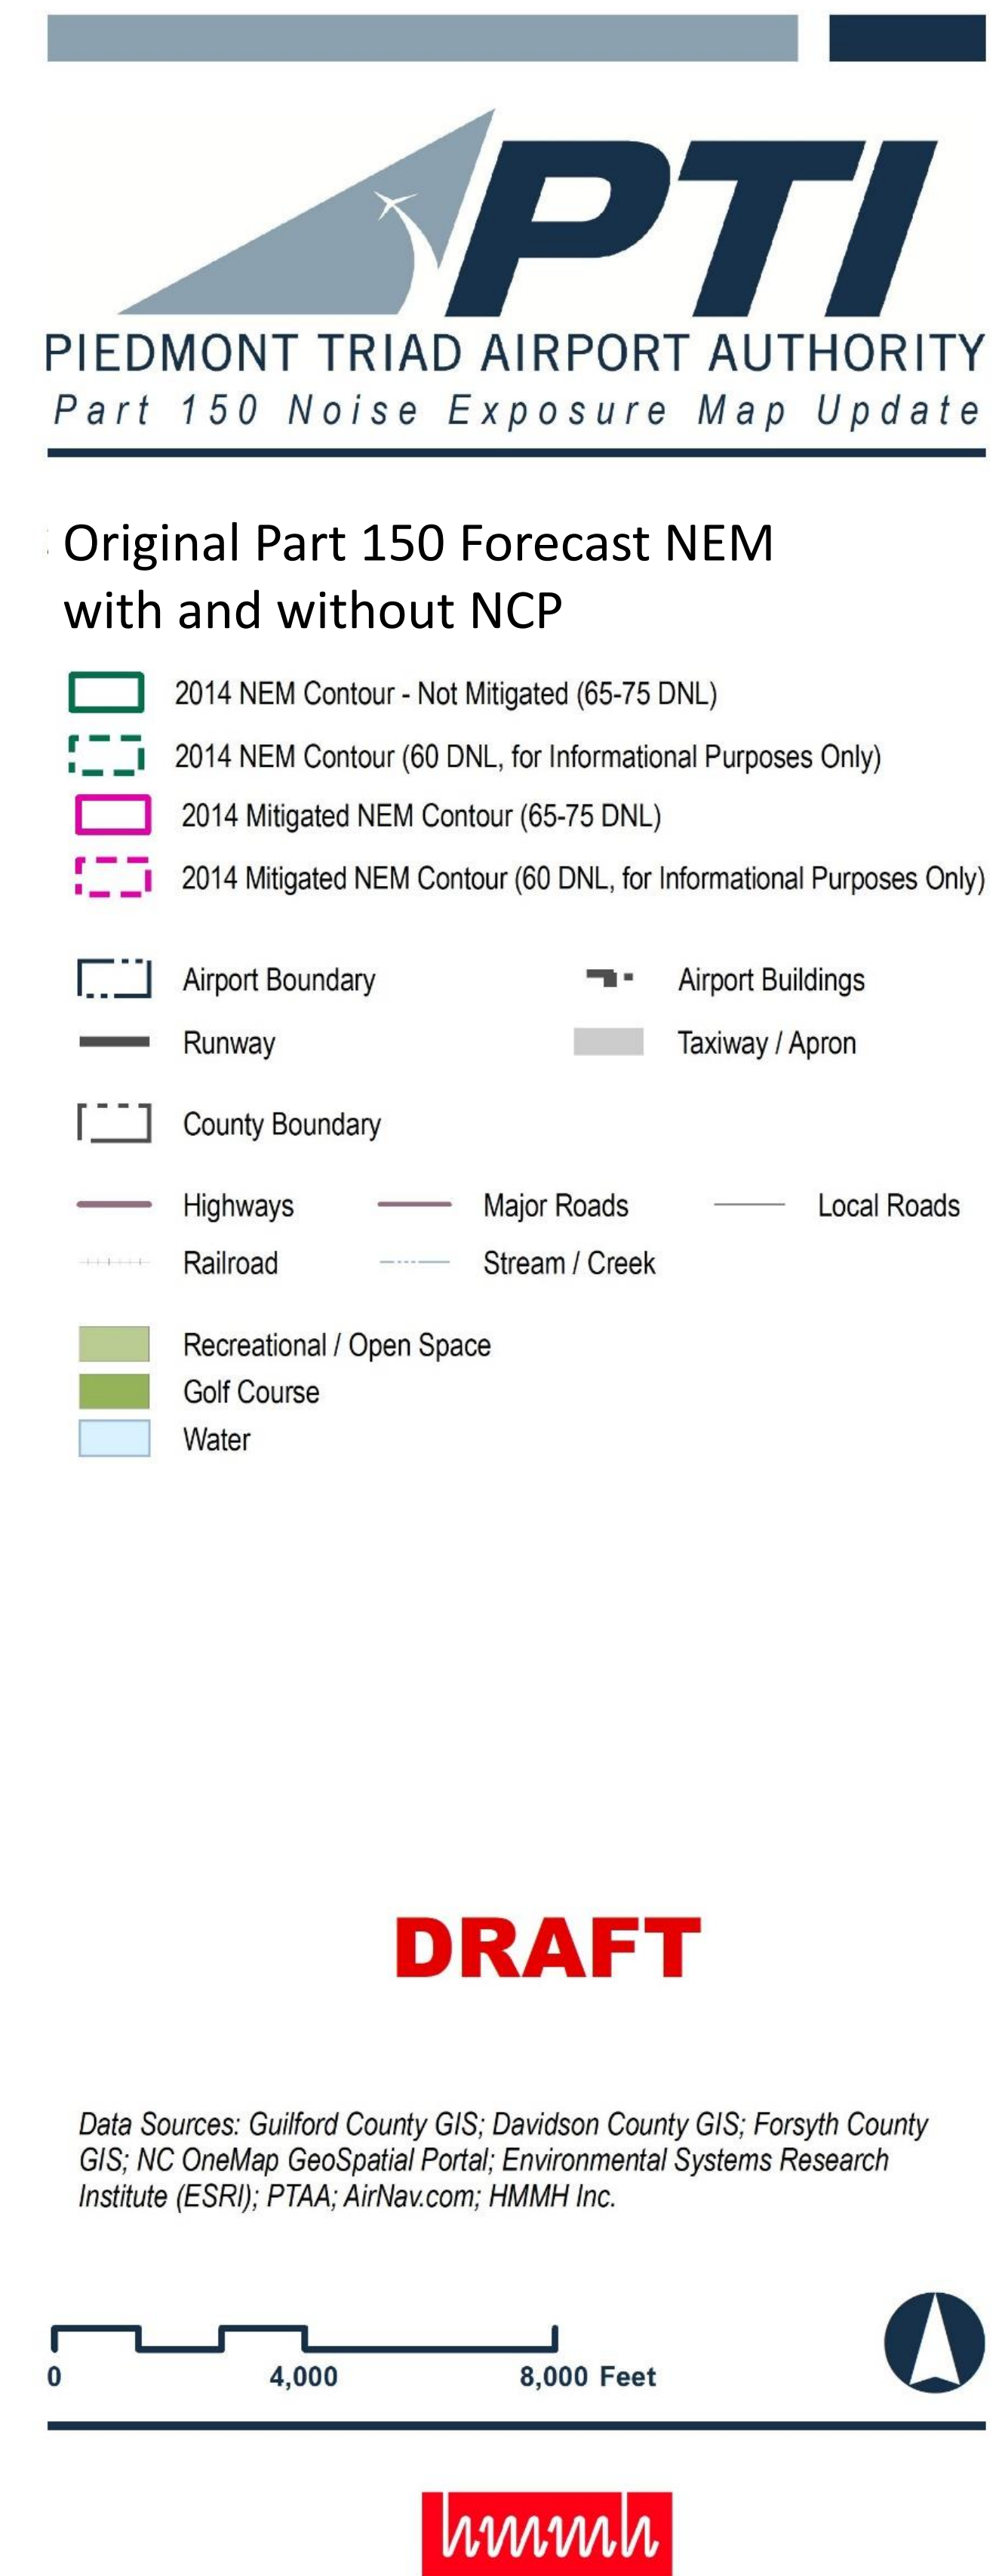 PTI
PIEDMONT TRIAD AIRPORT AUTHORITY
Part 150 Noise Exposure Map Update
Original Part 150 Forecast NEM
with and without NCP
2014 NEM Contour - Not Mitigated (65-75 DNL)
2014 NEM Contour (60 DNL, for Informational Purposes Only)
2014 Mitigated NEM Contour (65-75 DNL)
2014 Mitigated NEM Contour (60 DNL, for Informational Purposes Only)
Airport Boundary Airport Buildings
Runway Taxiway / Apron
County Boundary
Highways Major Roads Local Roads
Railroad Stream / Creek
Recreational / Open Space
Golf Course
Water
DRAFT
Data Sources: Guilford County GIS; Davidson County GIS; Forsyth County
GIS; NC OneMap GeoSpatial Portal; Environmental Systems Research
Institute (ESRI); PTAA; AirNav.com; HMMH Inc.
0 4,000 8,000 Feet
hmmh